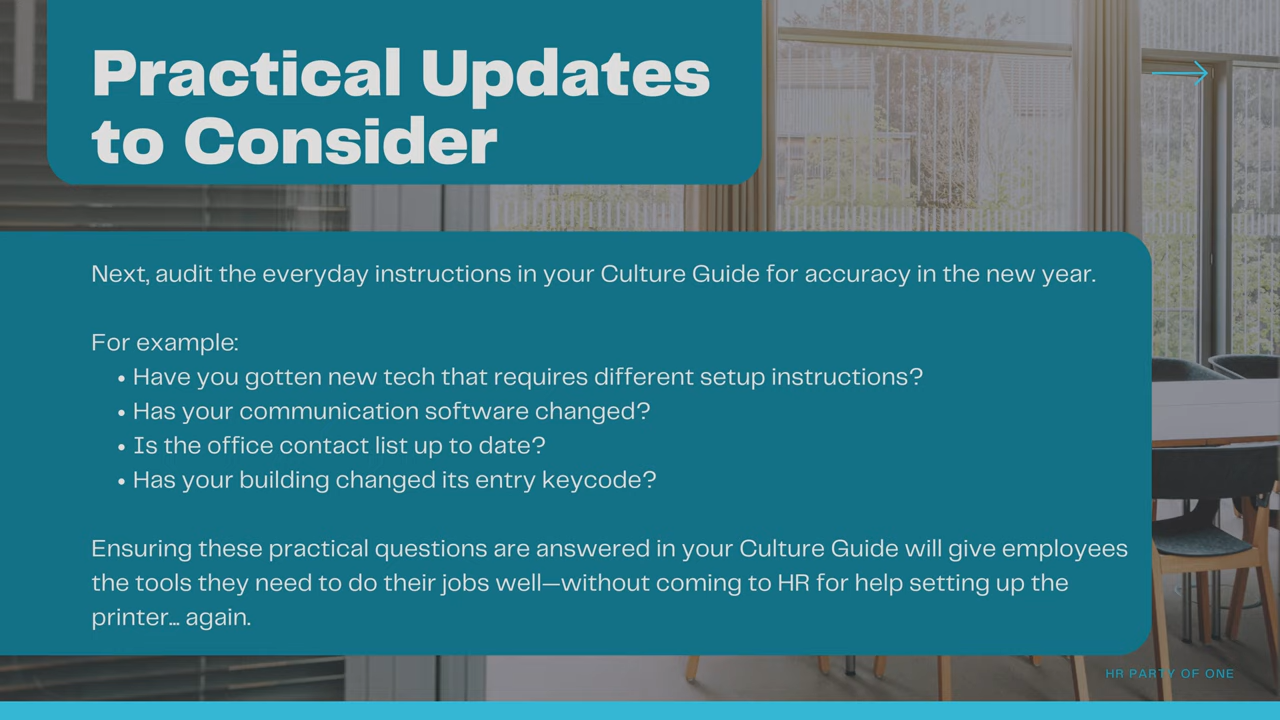 Practical Updates
to Consider
Next, audit the everyday instructions in your Culture Guide for accuracy in the new year.
For example:
• Have you gotten new tech that requires different setup instructions?
• Has your communication software changed?
• Is the office contact list up to date?
• Has your building changed its entry keycode?
Ensuring these practical questions are answered in your Culture Guide will give employees
the tools they need to do their jobs well—without coming to HR for help setting up the
printer... again.
HR PARTY OF ONE